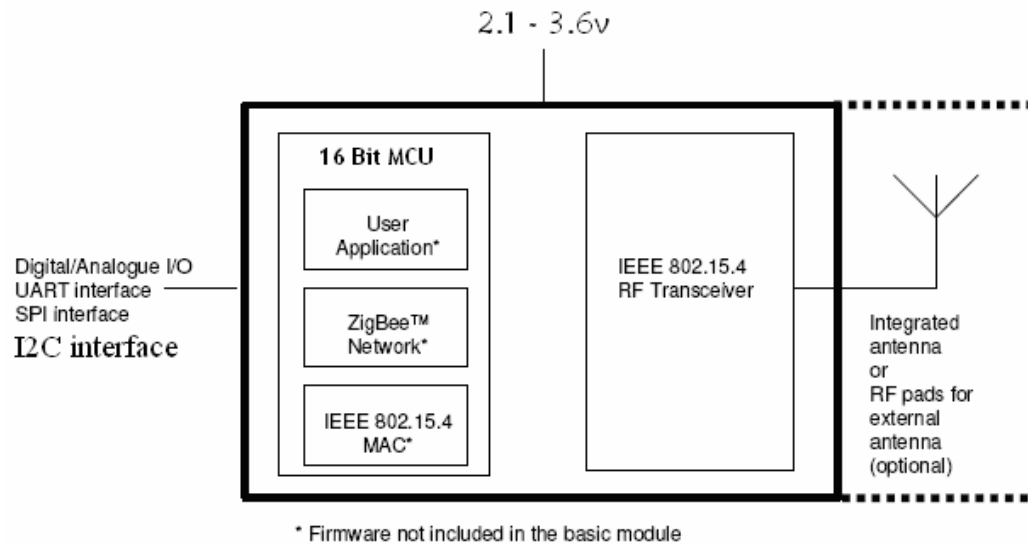 2.1 - 3.6v
16 Bit MCU
User
Application*
ZigBee™
Network*
IEEE 802.15.4
MAC*
Digital/Analogue I/O
UART interface
SPI interface
I2C interface
IEEE 802.15.4
RF Transceiver
Integrated
antenna
or
RF pads for
external
antenna
(optional)
* Firmware not included in the basic module